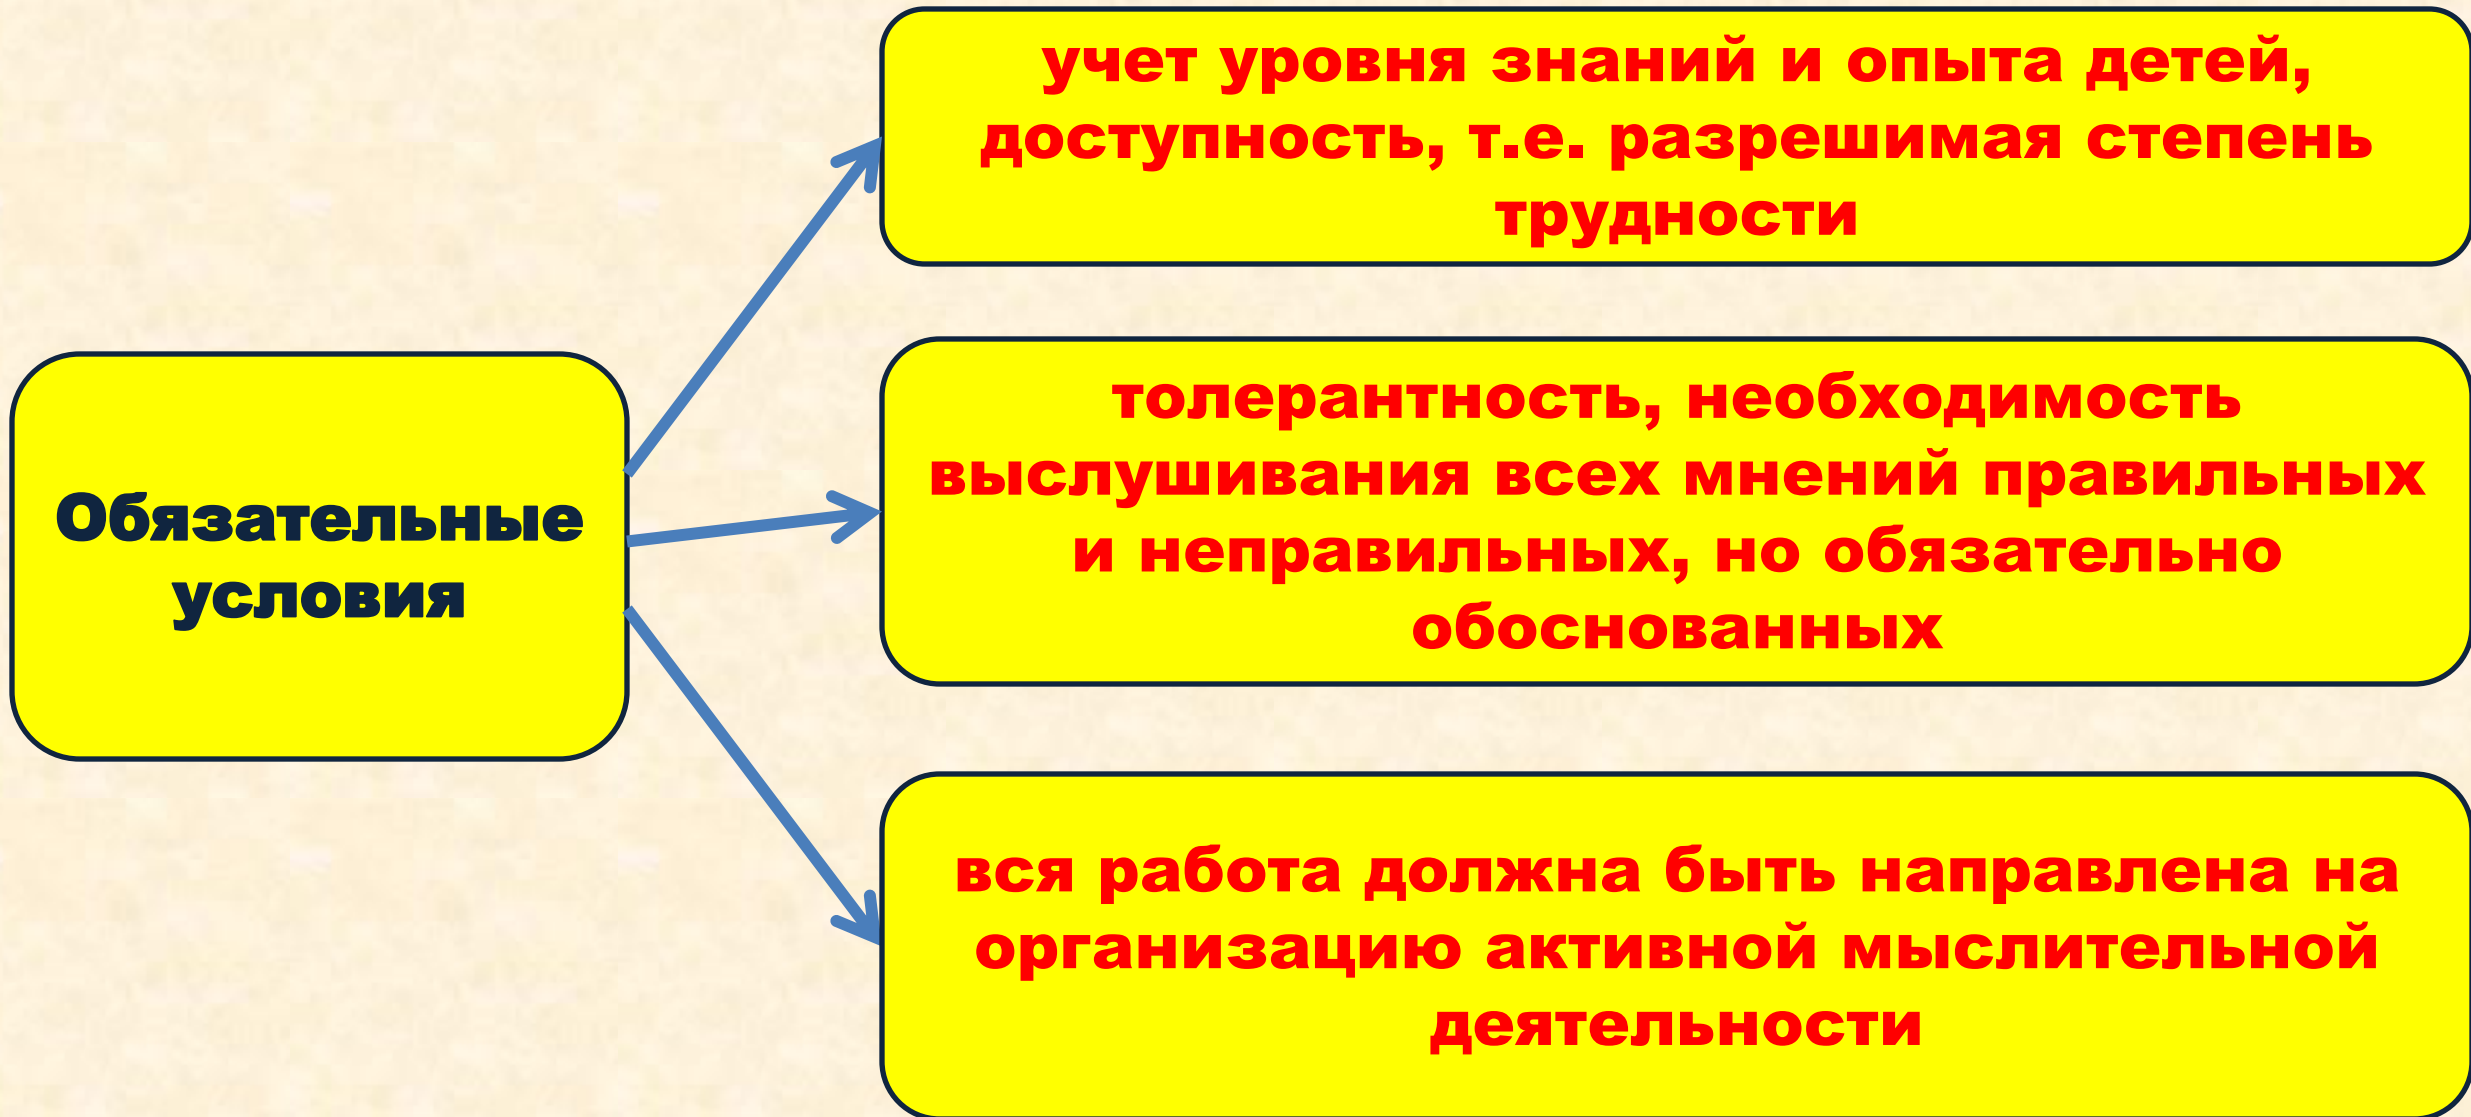 Обязательные
условия
учет уровня знаний и опыта детей,
доступность, т.е. разрешимая степень
трудности
толерантность, необходимость
выслушивания всех мнений правильных
и неправильных, но обязательно
обоснованных
вся работа должна быть направлена на
организацию активной мыслительной
деятельности